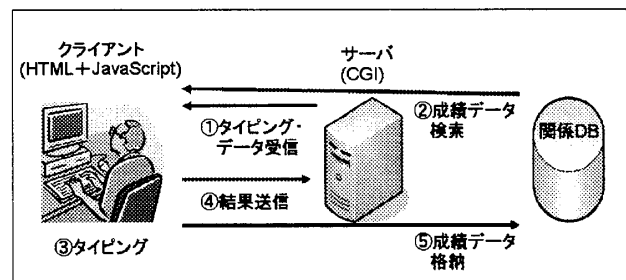 クライアント
(HTML+JavaScript)
サーバ
(CGI)
①タイピング・
データ受信
②成績データ
検索
関係DB
④結果送信
③タイピング
⑤成績データ
格納